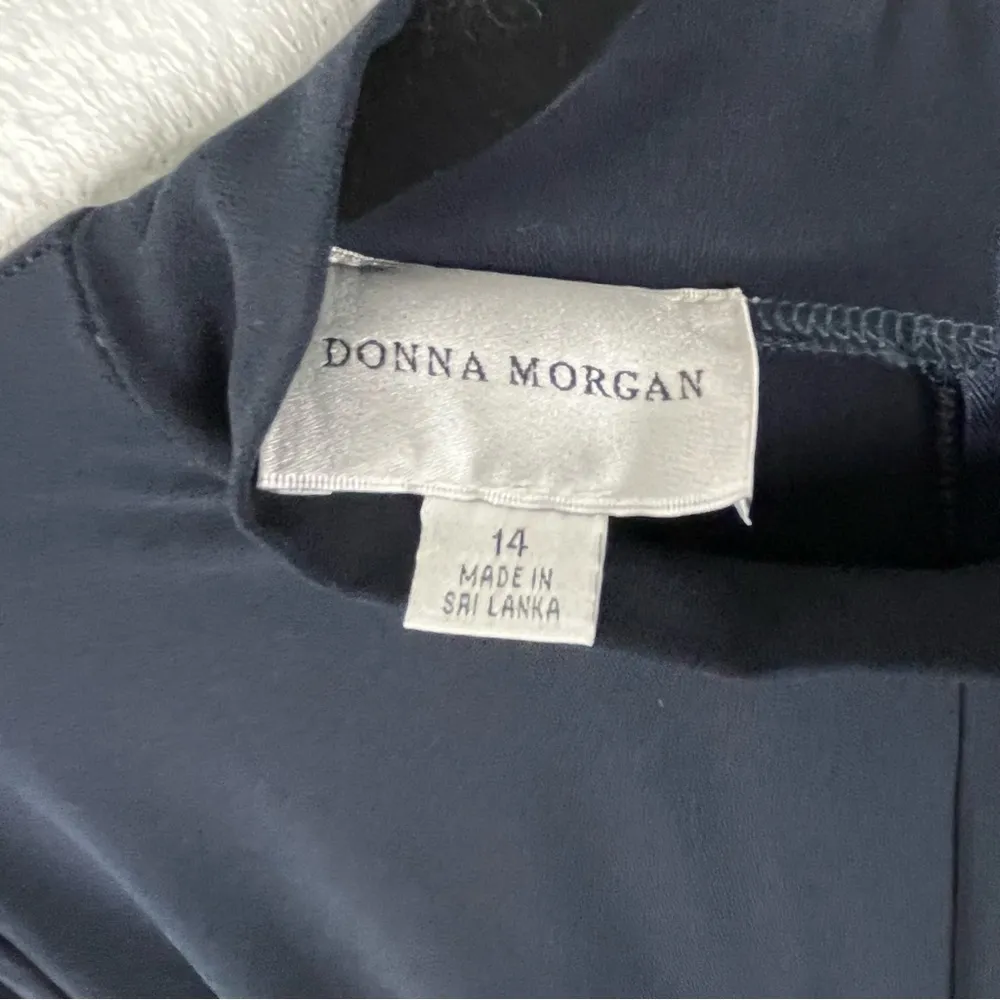 DONNA MORGAN
14
MADE IN
SRI LANKA